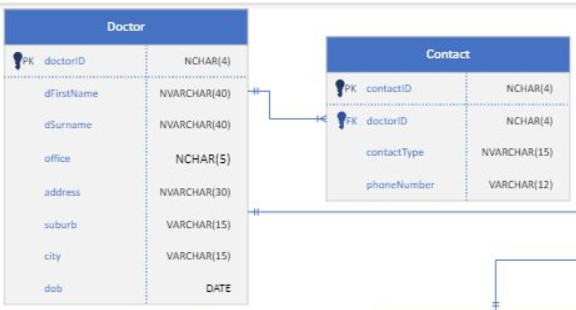 Doctor
PK doctorID NCHAR(4)
dFirstName NVARCHAR(40)
dSurname NVARCHAR(40)
office NCHAR(5)
address NVARCHAR(30)
suburb VARCHAR(15)
city VARCHAR(15)
dob DATE
Contact
PK contactID NCHAR(4)
FK doctorID NCHAR(4)
contactType NVARCHAR(15)
phoneNumber VARCHAR(12)